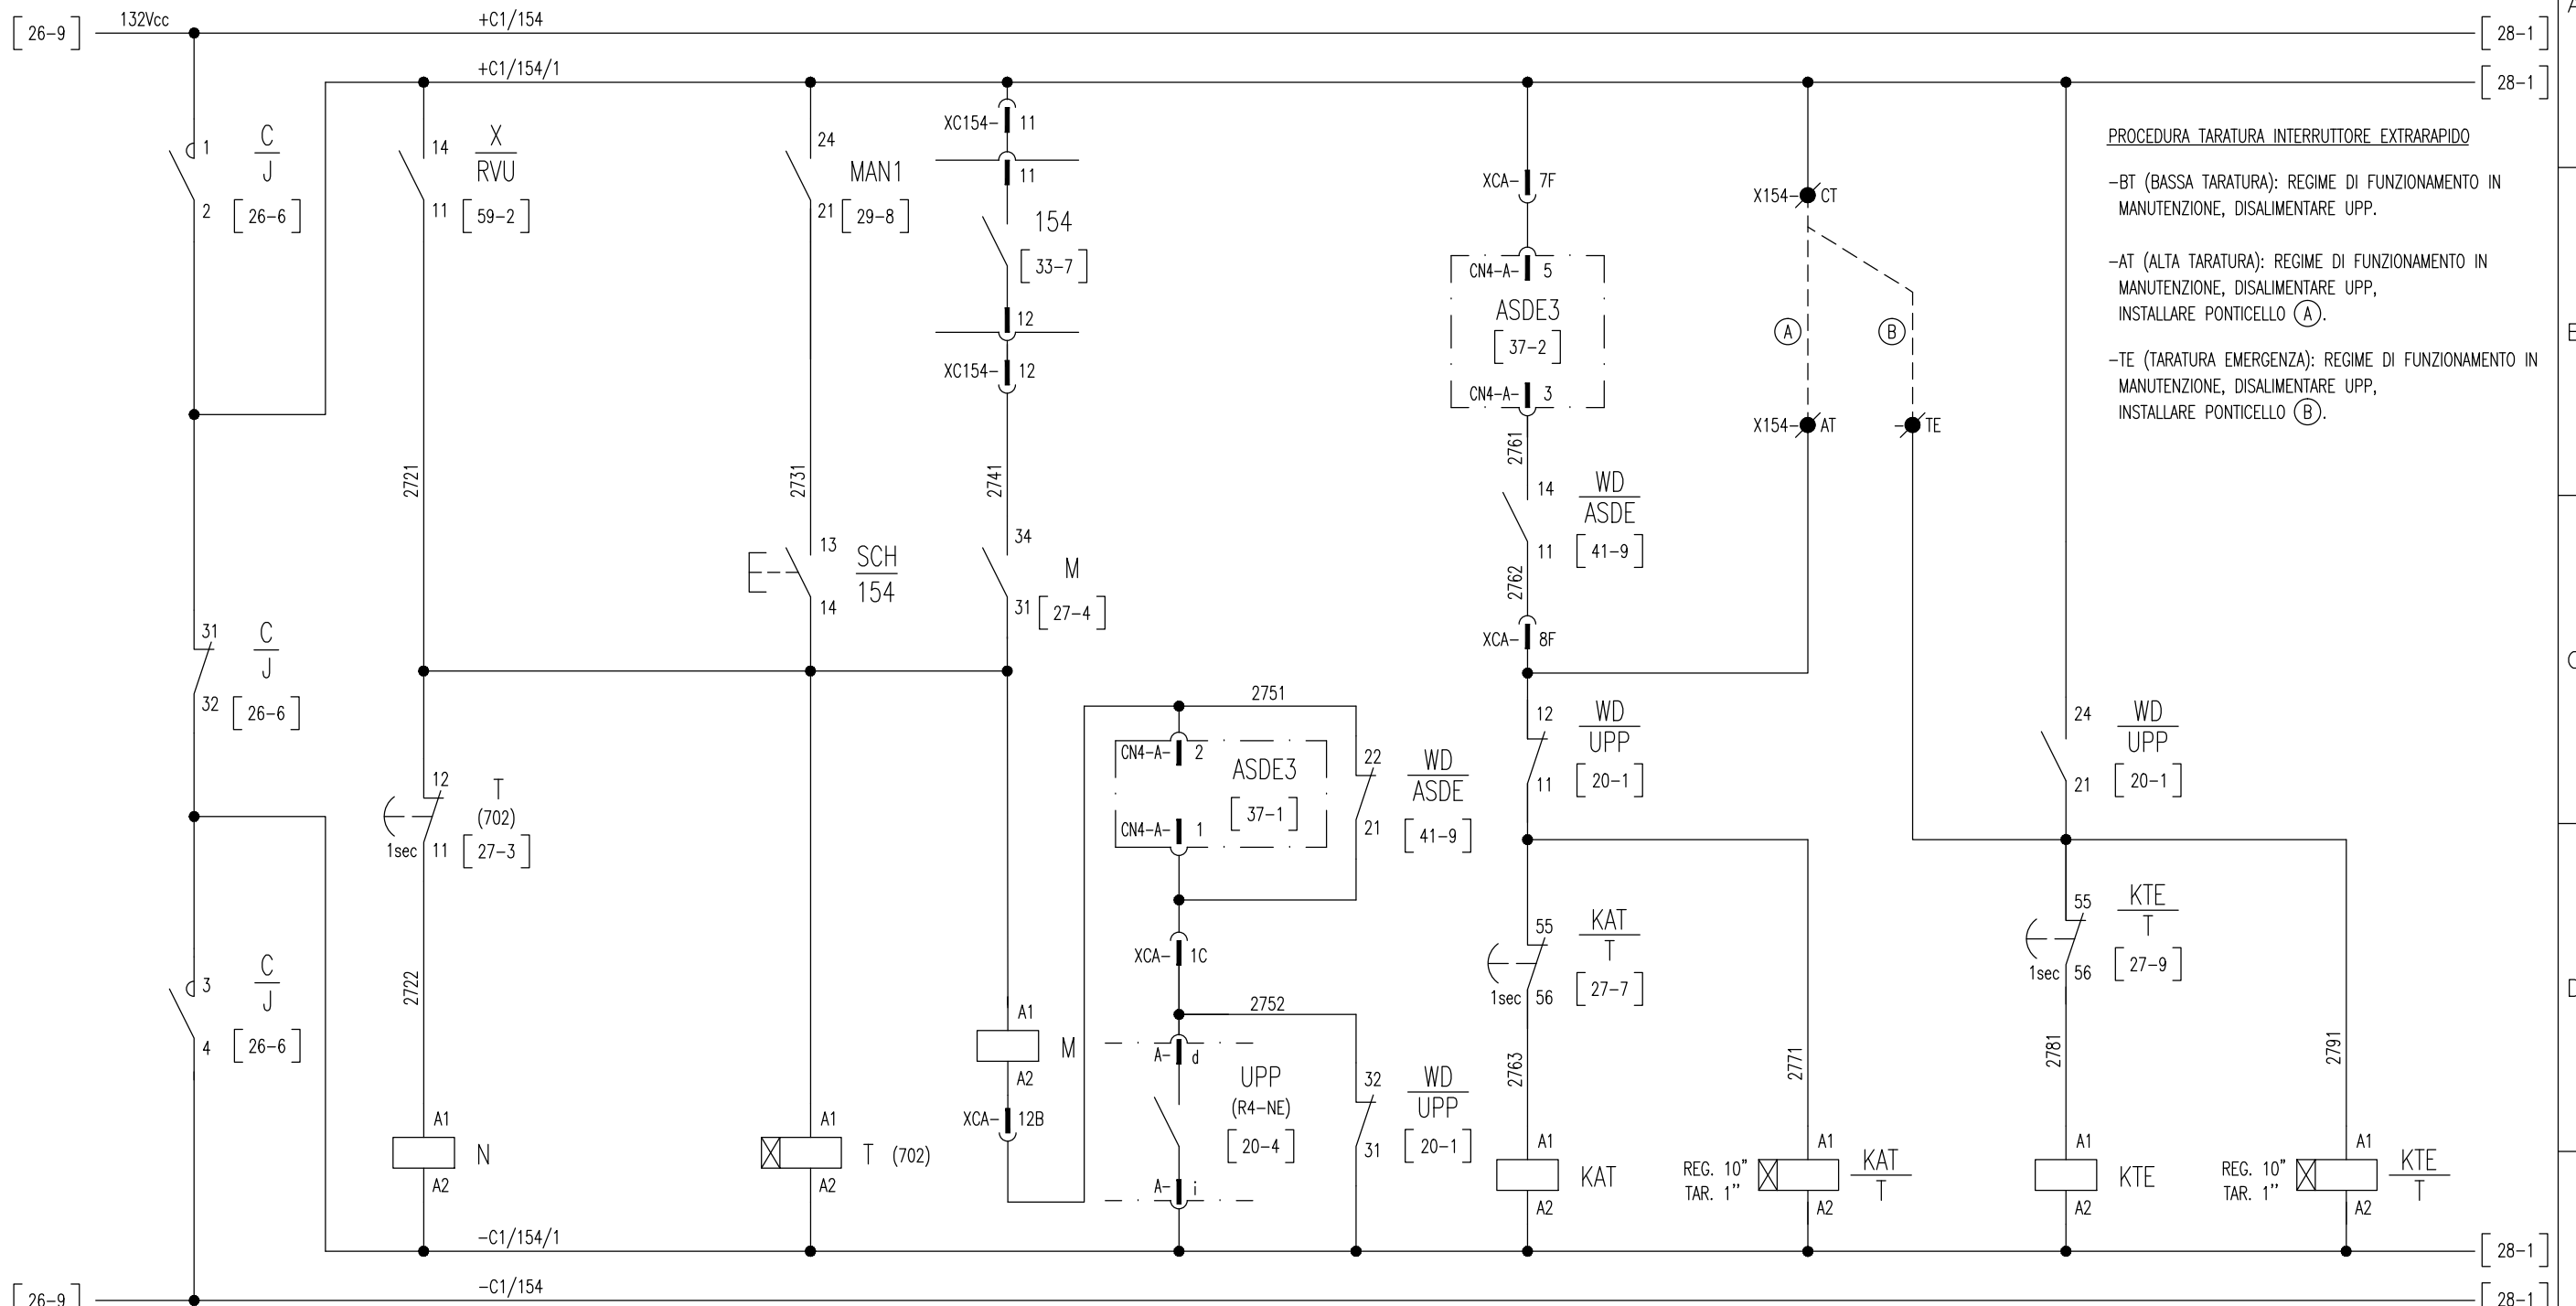 [26-9]
132Vcc
+C1/154
[28-1]
+C1/154/1
[28-1]
1
C
J
2
[26-6]
14
X
RVU
11
[59-2]
24
MAN1
21
[29-8]
XC154-
11
11
154
[33-7]
12
XC154-
12
XCA-
7F
CN4-A-
5
ASDE3
[37-2]
CN4-A-
3
X154-
CT
A
B
X154-
AT
-
TE
PROCEDURA TARATURA INTERRUTTORE EXTRARAPIDO
-BT (BASSA TARATURA): REGIME DI FUNZIONAMENTO IN
MANUTENZIONE, DISALIMENTARE UPP.
-AT (ALTA TARATURA): REGIME DI FUNZIONAMENTO IN
MANUTENZIONE, DISALIMENTARE UPP,
INSTALLARE PONTICELLO A.
-TE (TARATURA EMERGENZA): REGIME DI FUNZIONAMENTO IN
MANUTENZIONE, DISALIMENTARE UPP,
INSTALLARE PONTICELLO B.
2721
2731
2741
2761
14
WD
ASDE
11
[41-9]
2762
XCA-
8F
13
SCH
154
14
34
M
31
[27-4]
31
C
J
32
[26-6]
12
T
(702)
1sec
11
[27-3]
2751
CN4-A-
2
ASDE3
[37-1]
CN4-A-
1
22
WD
ASDE
21
[41-9]
12
WD
UPP
11
[20-1]
24
WD
UPP
21
[20-1]
XCA-
1C
2752
55
KAT
T
1sec
56
[27-7]
55
KTE
T
1sec
56
[27-9]
3
C
J
4
[26-6]
2722
A1
M
A2
XCA-
12B
A-
d
UPP
(R4-NE)
[20-4]
A-
i
32
WD
UPP
31
[20-1]
2763
2771
2781
2791
A1
N
A2
A1
T (702)
A2
A1
KAT
A2
REG. 10"
TAR. 1''
A1
KAT
T
A2
A1
KTE
A2
REG. 10"
TAR. 1''
A1
KTE
T
A2
-C1/154/1
[28-1]
[26-9]
-C1/154
[28-1]
D